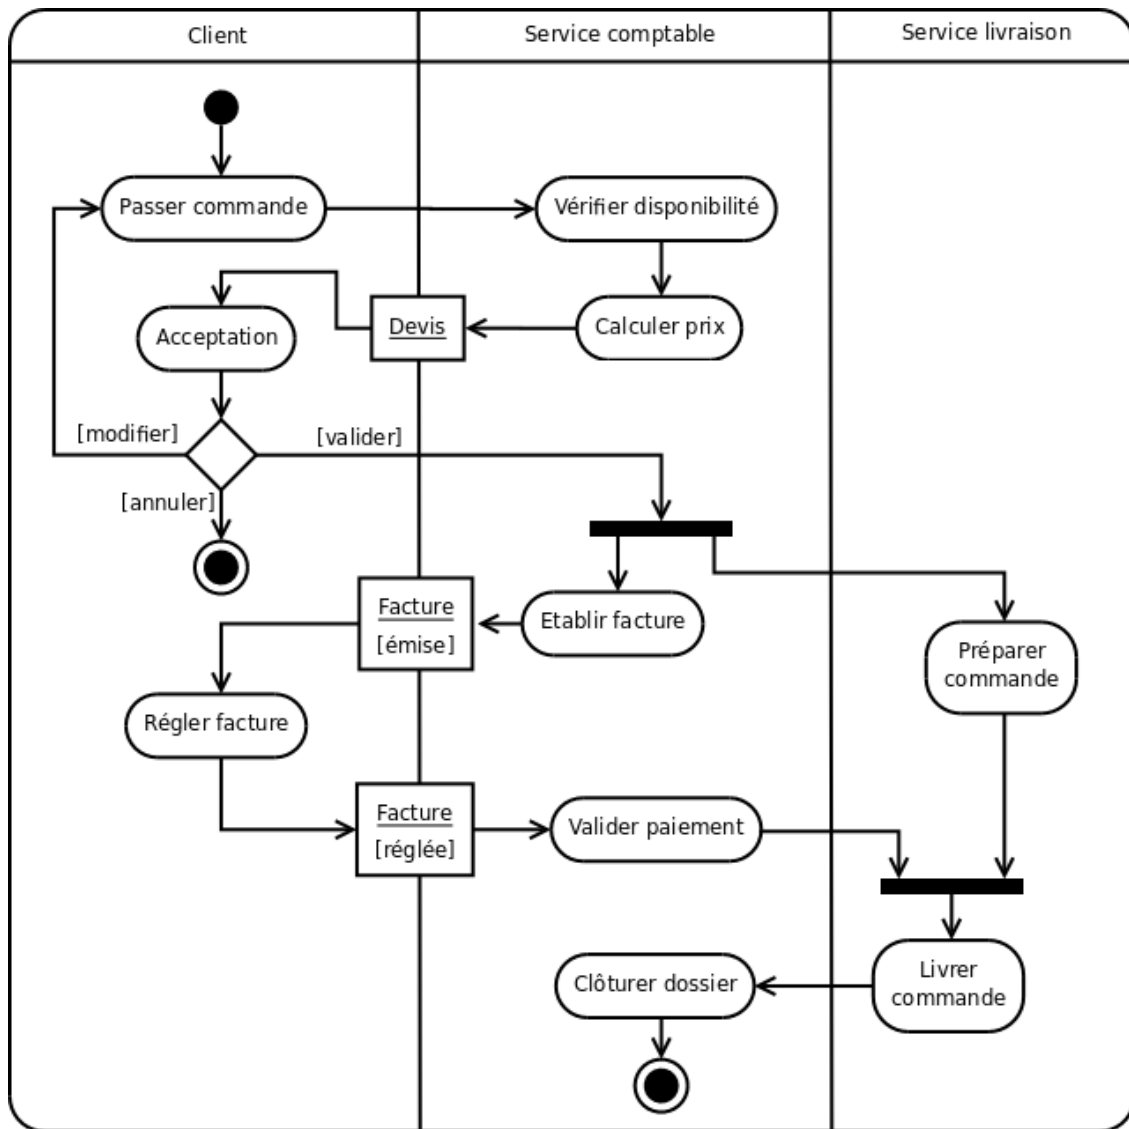 Client
Service comptable
Service livraison
Passer commande
Vérifier disponibilité
Acceptation
Devis
Calculer prix
[modifier]
[valider]
[annuler]
Facture
[émise]
Etablir facture
Préparer
commande
Régler facture
Facture
[réglée]
Valider paiement
Clôturer dossier
Livrer
commande